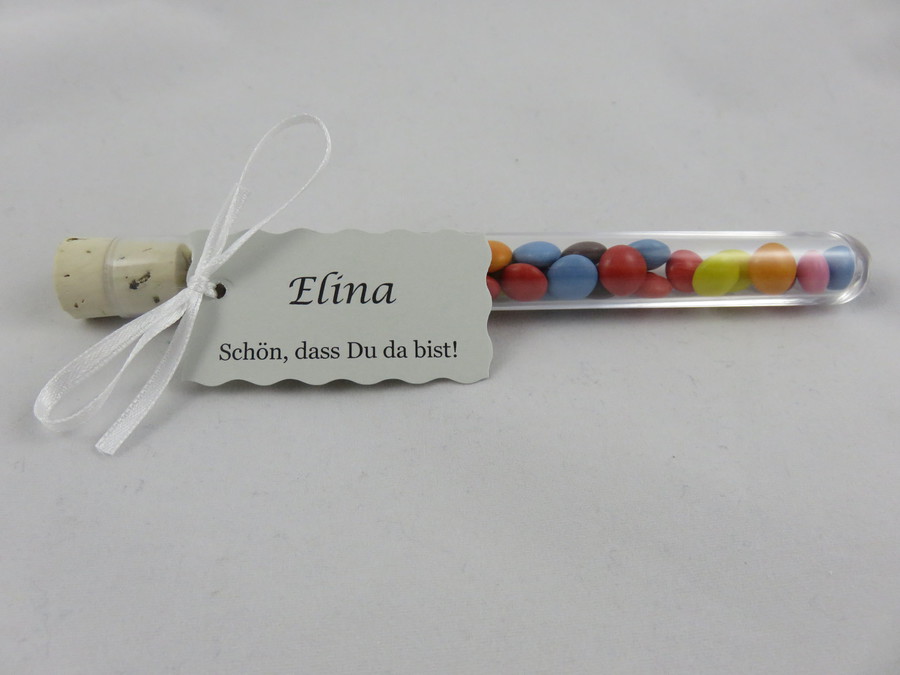 Elina
Schön, dass Du da bist!